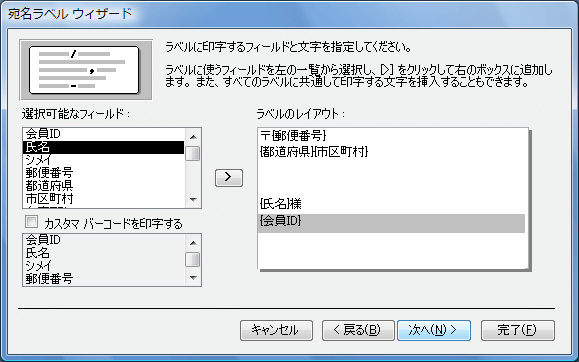 宛名ラベル ウィザード
ラベルに印字するフィールドと文字を指定してください。
ラベルに使うフィールドを左の一覧から選択し、[>] をクリックして右のボックスに追加し
ます。また、すべてのラベルに共通して印字する文字を挿入することもできます。
選択可能なフィールド:
会員ID
氏名
シメイ
郵便番号
都道府県
市区町村
>
カスタマ バーコードを印字する
会員ID
氏名
シメイ
郵便番号
ラベルのレイアウト:
〒{郵便番号}
{都道府県}{市区町村}
{氏名}様
{会員ID}
キャンセル
< 戻る(B)
次へ(N) >
完了(F)